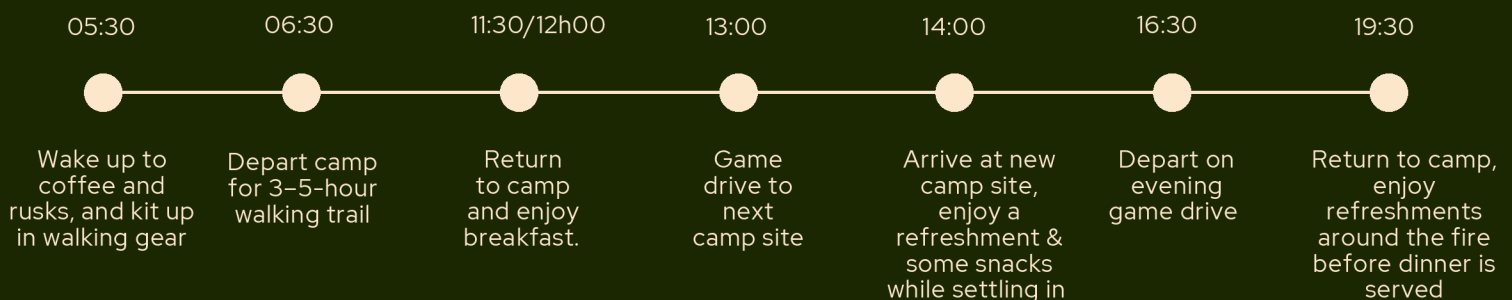 05:30
Wake up to
coffee and
rusks, and kit up
in walking gear
06:30
Depart camp
for 3–5-hour
walking trail
11:30/12h00
Return
to camp
and enjoy
breakfast.
13:00
Game
drive to
next
camp site
14:00
Arrive at new
camp site,
enjoy a
refreshment &
some snacks
while settling in
16:30
Depart on
evening
game drive
19:30
Return to camp,
enjoy
refreshments
around the fire
before dinner is
served